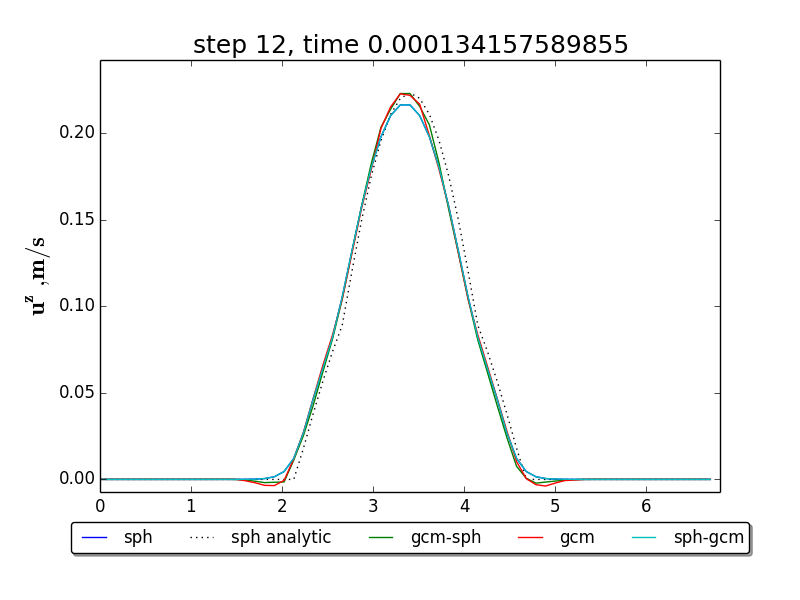 step 12, time 0.000134157589855
u^z ,m/s
0.20
0.15
0.10
0.05
0.00
0 1 2 3 4 5 6
sph sph analytic gcm-sph gcm sph-gcm